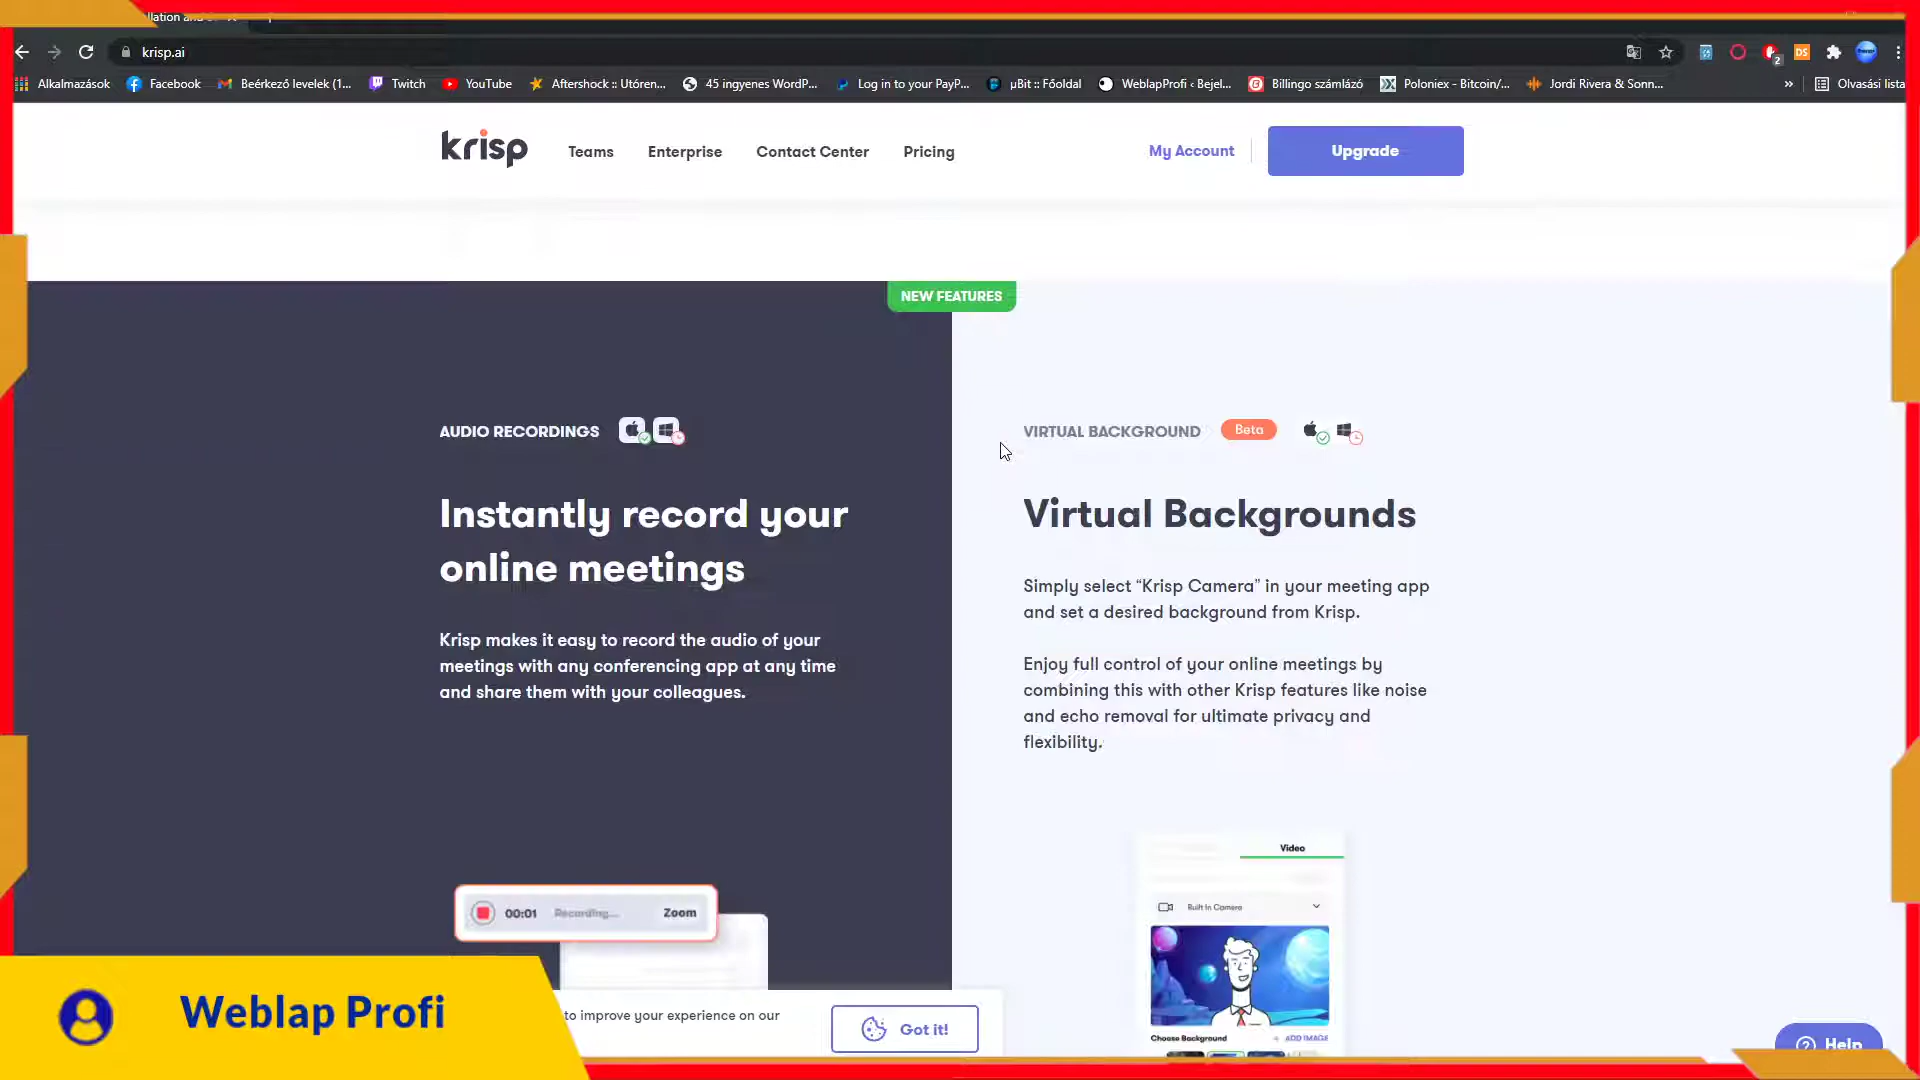 krisp.ai
Alkalmazások
Facebook
Beérkező levelek (1...
Twitch
YouTube
Aftershock :: Utóren...
45 ingyenes WordP...
Log in to your PayP...
µBit :: Főoldal
WeblapProfi ‹ Bejel...
Billingo számlázó
Poloniex - Bitcoin/...
Jordi Rivera & Sonn...
»
Olvasási lista
krisp
Teams
Enterprise
Contact Center
Pricing
My Account
Upgrade
NEW FEATURES
AUDIO RECORDINGS
Instantly record your
online meetings
Krisp makes it easy to record the audio of your
meetings with any conferencing app at any time
and share them with your colleagues.
VIRTUAL BACKGROUND
Beta
Virtual Backgrounds
Simply select “Krisp Camera” in your meeting app
and set a desired background from Krisp.
Enjoy full control of your online meetings by
combining this with other Krisp features like noise
and echo removal for ultimate privacy and
flexibility.
00:01
Recording...
Zoom
Video
Built In Camera
Choose Background
+ ADD IMAGE
Weblap Profi
to improve your experience on our
Got it!
Help